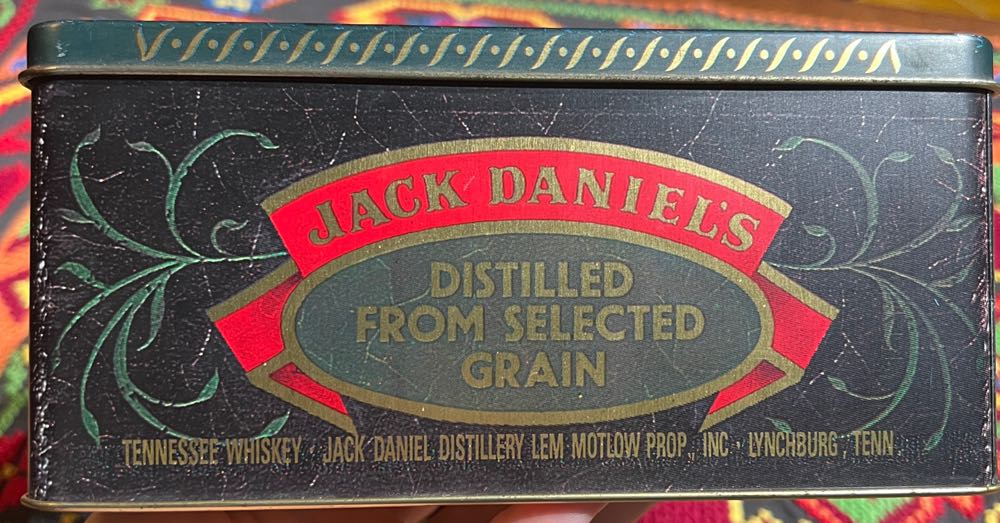 JACK DANIEL'S
DISTILLED
FROM SELECTED
GRAIN
TENNESSEE WHISKEY · JACK DANIEL DISTILLERY LEM MOTLOW PROP., INC · LYNCHBURG, TENN.